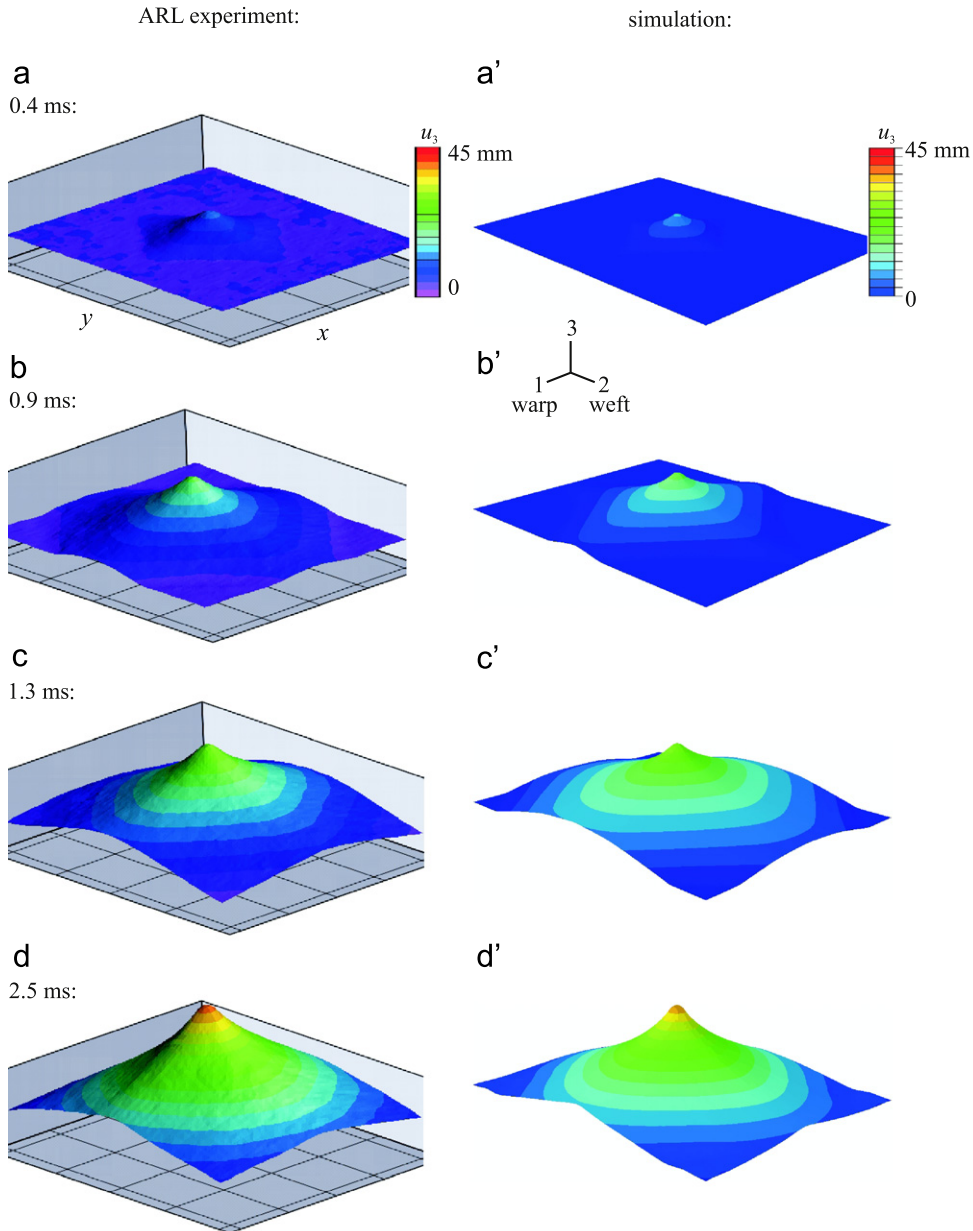 ARL experiment:
simulation:
a
0.4 ms:
u₃
45 mm
0
y
x
a'
u₃
45 mm
0
b
0.9 ms:
b'
3
1
2
warp
weft
c
1.3 ms:
c'
d
2.5 ms:
d'